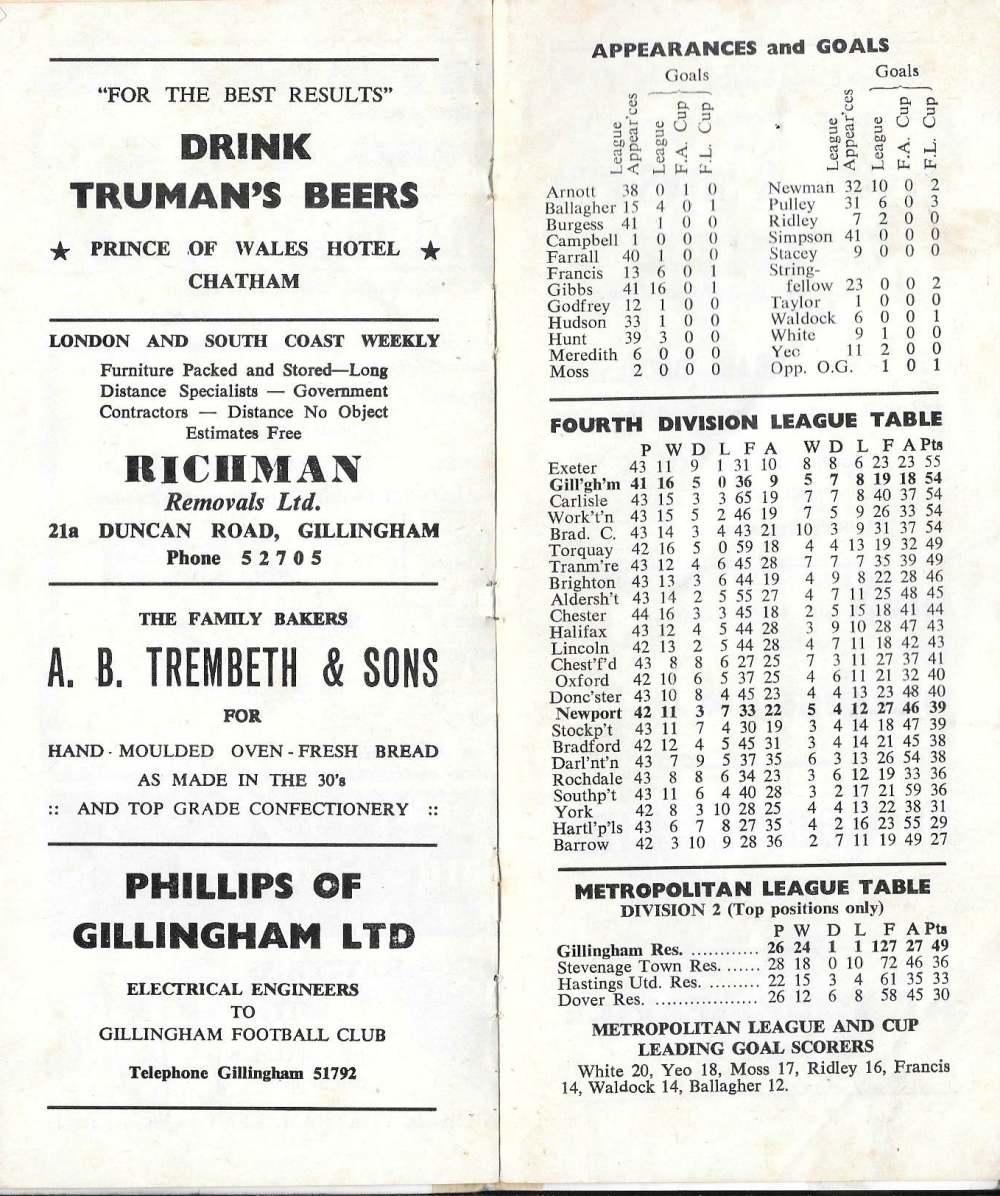 "FOR THE BEST RESULTS"
DRINK
TRUMAN'S BEERS
★ PRINCE OF WALES HOTEL ★
CHATHAM
LONDON AND SOUTH COAST WEEKLY
Furniture Packed and Stored—Long
Distance Specialists — Government
Contractors — Distance No Object
Estimates Free
RICHMAN
Removals Ltd.
21a DUNCAN ROAD, GILLINGHAM
Phone 52705
THE FAMILY BAKERS
A. B. TREMBETH & SONS
FOR
HAND-MOULDED OVEN-FRESH BREAD
AS MADE IN THE 30's
:: AND TOP GRADE CONFECTIONERY ::
PHILLIPS OF
GILLINGHAM LTD
ELECTRICAL ENGINEERS
TO
GILLINGHAM FOOTBALL CLUB
Telephone Gillingham 51792
APPEARANCES and GOALS
Goals
League Appear'ces League F.A. Cup F.L. Cup
Arnott 38 0 1 0
Ballagher 15 4 0 1
Burgess 41 1 0 0
Campbell 1 0 0 0
Farrall 40 1 0 0
Francis 13 6 0 1
Gibbs 41 16 0 1
Godfrey 12 1 0 0
Hudson 33 1 0 0
Hunt 39 3 0 0
Meredith 6 0 0 0
Moss 2 0 0 0
Goals
League Appear'ces League F.A. Cup F.L. Cup
Newman 32 10 0 2
Pulley 31 6 0 3
Ridley 7 2 0 0
Simpson 41 0 0 0
Stacey 9 0 0 0
String-
fellow 23 0 0 2
Taylor 1 0 0 0
Waldock 6 0 0 1
White 9 1 0 0
Yeo 11 2 0 0
Opp. O.G. 1 0 1
FOURTH DIVISION LEAGUE TABLE
P W D L F A W D L F A Pts
Exeter 43 11 9 1 31 10 8 8 6 23 23 55
Gill'gh'm 41 16 5 0 36 9 5 7 8 19 18 54
Carlisle 43 15 3 3 65 19 7 7 8 40 37 54
Work't'n 43 15 5 2 46 19 7 5 9 26 33 54
Brad. C. 43 14 3 4 43 21 10 3 9 31 37 54
Torquay 42 16 5 0 59 18 4 4 13 19 32 49
Tranm're 43 12 4 6 45 28 7 7 7 35 39 49
Brighton 43 13 3 6 44 19 4 9 8 22 28 46
Aldersh't 43 14 2 5 55 27 4 7 11 25 48 45
Chester 44 16 3 3 45 18 2 5 15 18 41 44
Halifax 43 12 4 5 44 28 3 9 10 28 47 43
Lincoln 42 13 2 5 44 28 4 7 11 18 42 43
Chest'f'd 43 8 8 6 27 25 7 3 11 27 37 41
Oxford 42 10 6 5 37 25 4 6 11 21 32 40
Donc'ster 43 10 8 4 45 23 4 4 13 23 48 40
Newport 42 11 3 7 33 22 5 4 12 27 46 39
Stockp't 43 11 7 4 30 19 3 4 14 18 47 39
Bradford 42 12 4 5 45 31 3 4 14 21 45 38
Darl'nt'n 43 7 9 5 37 35 6 3 13 26 54 38
Rochdale 43 8 8 6 34 23 3 6 12 19 33 36
Southp't 43 11 6 4 40 28 3 2 17 21 59 36
York 42 8 3 10 28 25 4 4 13 22 38 31
Hartl'p'ls 43 6 7 8 27 35 4 2 16 23 55 29
Barrow 42 3 10 9 28 36 2 7 11 19 49 27
METROPOLITAN LEAGUE TABLE
DIVISION 2 (Top positions only)
P W D L F A Pts
Gillingham Res. ............ 26 24 1 1 127 27 49
Stevenage Town Res. ...... 28 18 0 10 72 46 36
Hastings Utd. Res. ......... 22 15 3 4 61 35 33
Dover Res. .................. 26 12 6 8 58 45 30
METROPOLITAN LEAGUE AND CUP
LEADING GOAL SCORERS
White 20, Yeo 18, Moss 17, Ridley 16, Francis
14, Waldock 14, Ballagher 12.